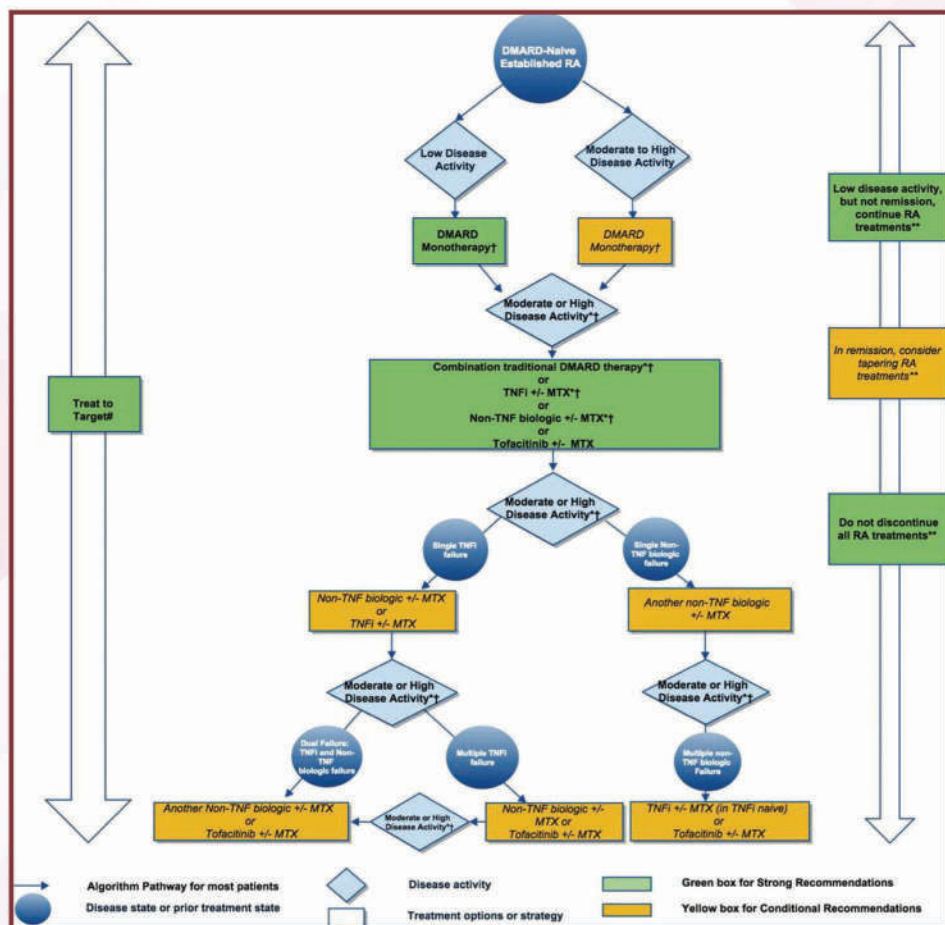 DMARD-Naive
Established RA
Low Disease
Activity
Moderate to High
Disease Activity
DMARD
Monotherapy†
DMARD
Monotherapy†
Moderate or High
Disease Activity*†
Combination traditional DMARD therapy*†
or
TNFi +/- MTX*†
or
Non-TNF biologic +/- MTX*†
or
Tofacitinib +/- MTX
Treat to
Target#
Low disease activity,
but not remission,
continue RA
treatments**
In remission, consider
tapering RA
treatments**
Do not discontinue
all RA treatments**
Moderate or High
Disease Activity*†
Single TNFi
failure
Single Non-
TNF biologic
failure
Non-TNF biologic +/- MTX
or
TNFi +/- MTX
Another non-TNF biologic
+/- MTX
Moderate or High
Disease Activity*†
Moderate or High
Disease Activity*†
Dual Failure:
TNFi and Non-
TNF
biologic failure
Multiple TNFi
failure
Multiple non-
TNF biologic
Failure
Another Non-TNF biologic +/- MTX
or
Tofacitinib +/- MTX
Moderate or High
Disease Activity*†
Non-TNF biologic +/-
MTX or
Tofacitinib +/- MTX
TNFi +/- MTX (in TNFi naive)
or
Tofacitinib +/- MTX
Algorithm Pathway for most patients
Disease activity
Green box for Strong Recommendations
Disease state or prior treatment state
Treatment options or strategy
Yellow box for Conditional Recommendations